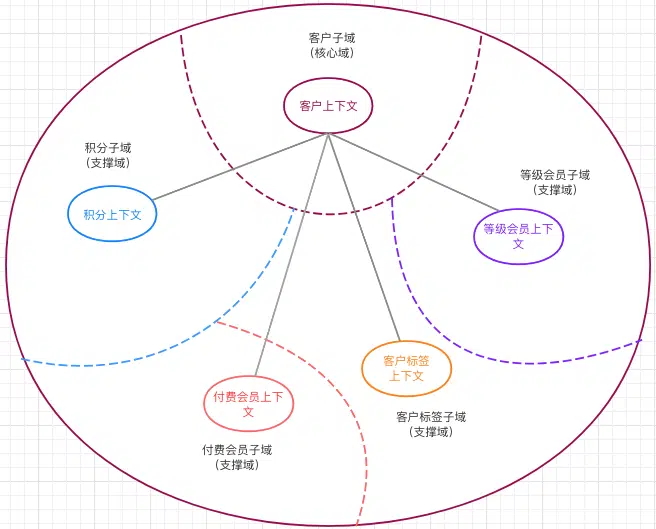 客户子域
(核心域)
客户上下文
积分子域
(支撑域)
积分上下文
等级会员子域
(支撑域)
等级会员上下
文
客户标签
上下文
客户标签子域
(支撑域)
付费会员上下
文
付费会员子域
(支撑域)